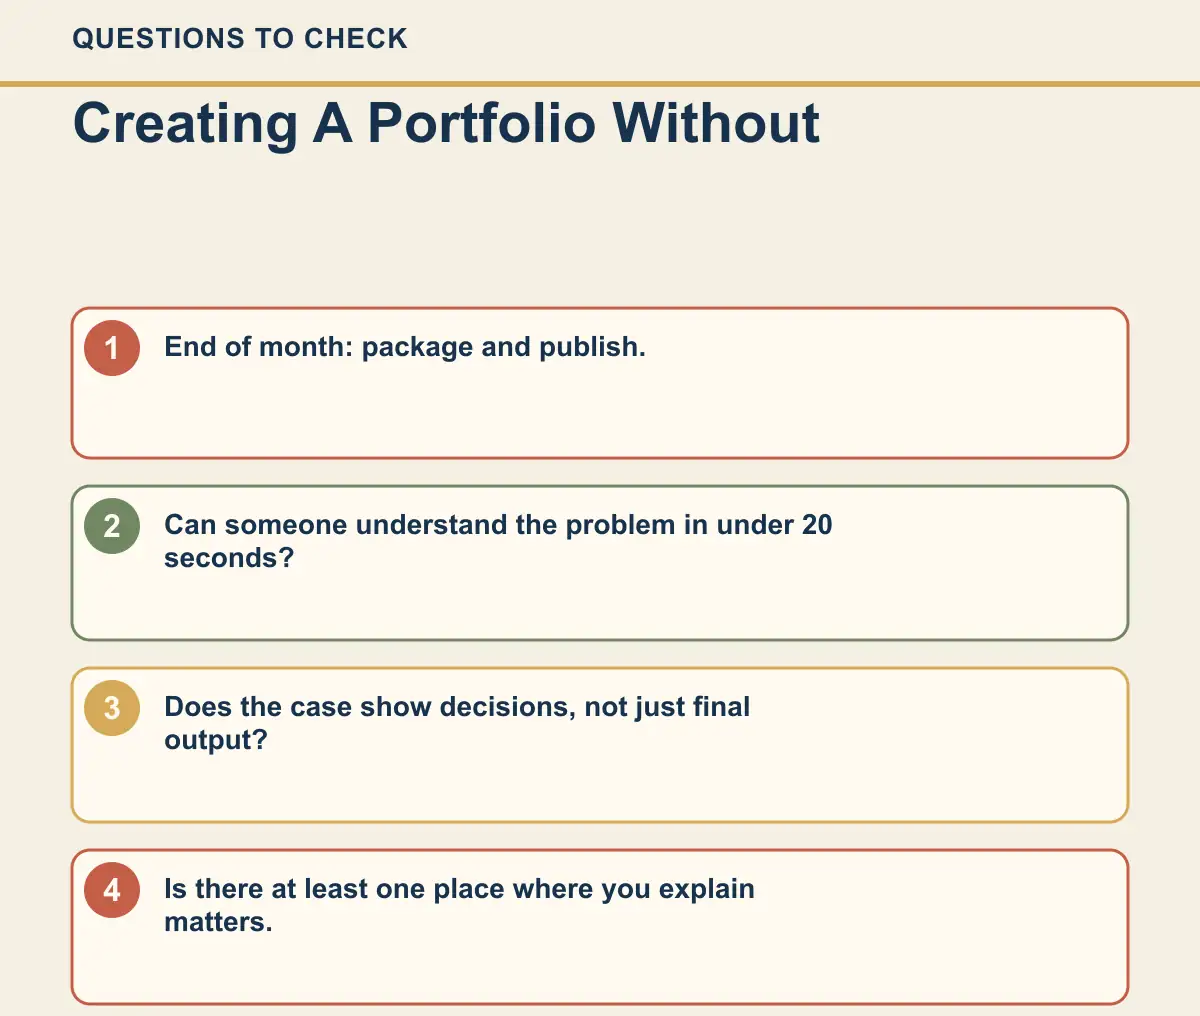 QUESTIONS TO CHECK
Creating A Portfolio Without
1
End of month: package and publish.
2
Can someone understand the problem in under 20
seconds?
3
Does the case show decisions, not just final
output?
4
Is there at least one place where you explain
matters.